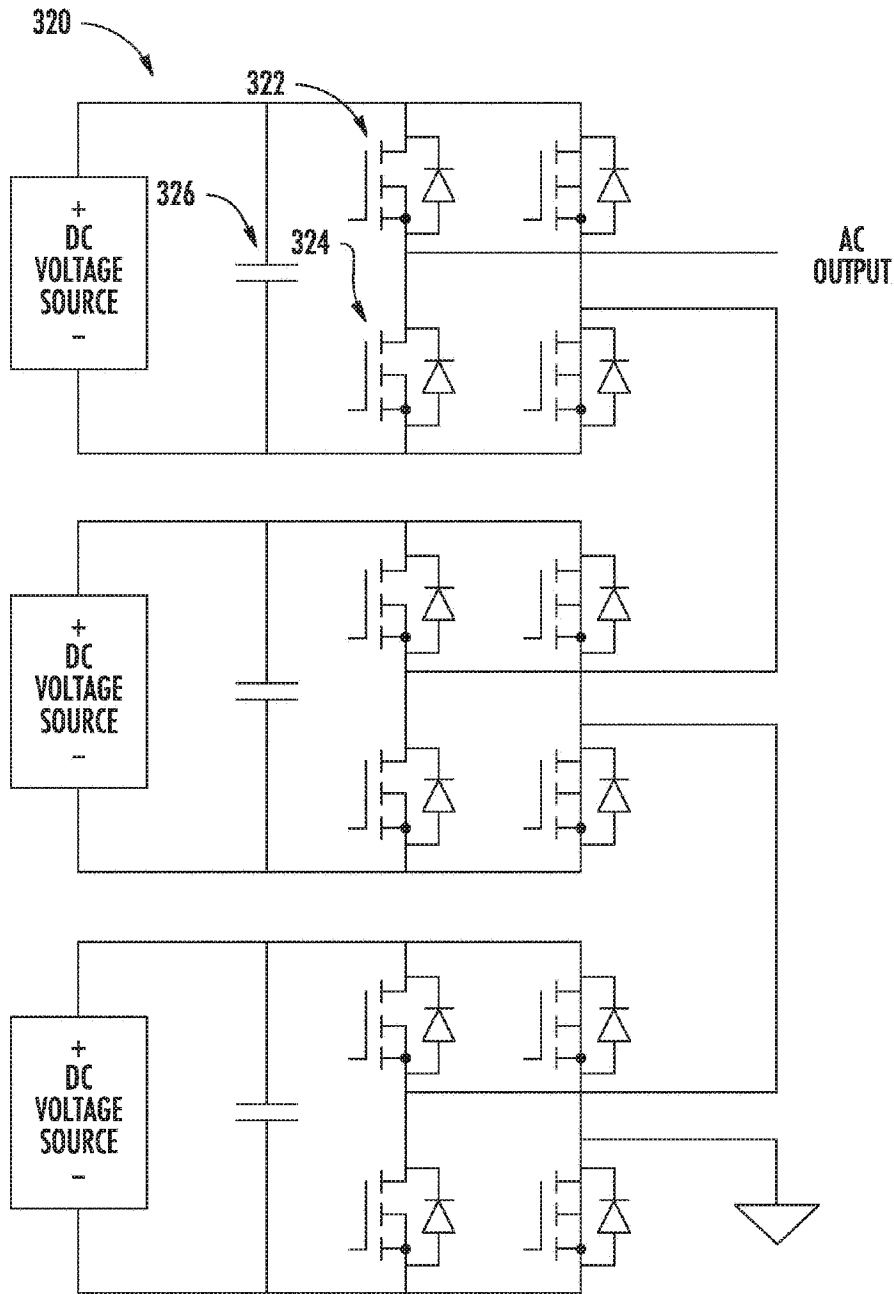 320
322
326
324
+
DC
VOLTAGE
SOURCE
-
AC
OUTPUT
+
DC
VOLTAGE
SOURCE
-
+
DC
VOLTAGE
SOURCE
-